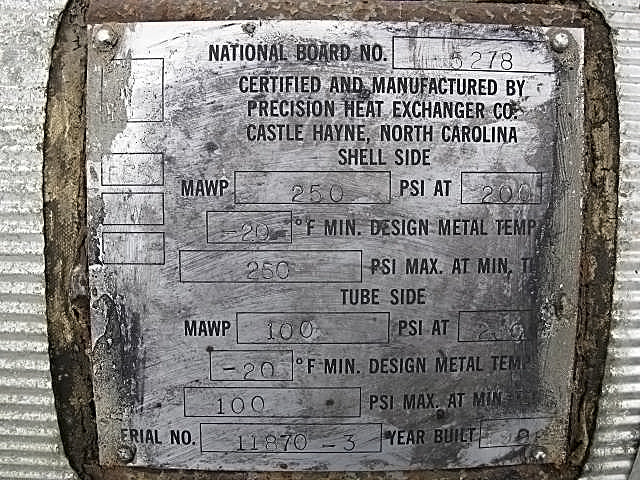 NATIONAL BOARD NO. 5278
CERTIFIED AND MANUFACTURED BY
PRECISION HEAT EXCHANGER CO.
CASTLE HAYNE, NORTH CAROLINA
SHELL SIDE
MAWP 250 PSI AT 200
-20 °F MIN. DESIGN METAL TEMP
250 PSI MAX. AT MIN.
TUBE SIDE
MAWP 100 PSI AT
-20 °F MIN. DESIGN METAL TEMP
100 PSI MAX. AT MIN.
ERIAL NO. 11870-3 YEAR BUILT